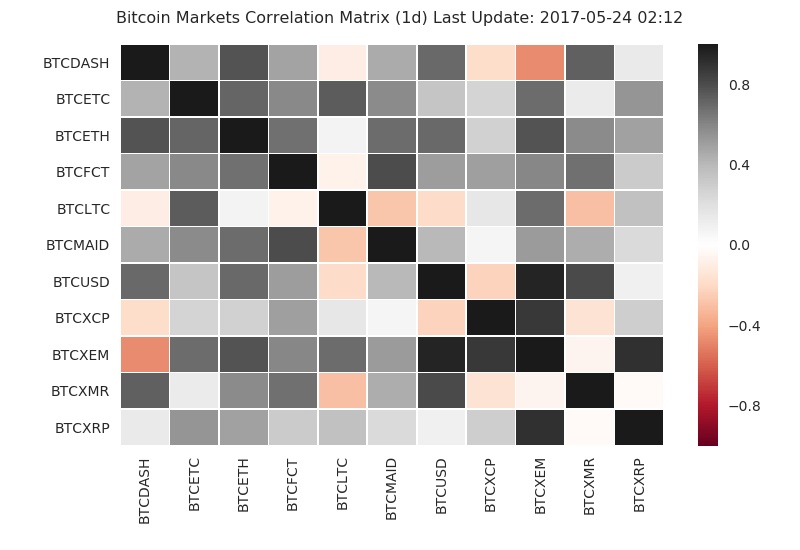 Bitcoin Markets Correlation Matrix (1d) Last Update: 2017-05-24 02:12
BTCDASH
BTCETC
BTCETH
BTCFCT
BTCLTC
BTCMAID
BTCUSD
BTCXCP
BTCXEM
BTCXMR
BTCXRP
BTCDASH
BTCETC
BTCETH
BTCFCT
BTCLTC
BTCMAID
BTCUSD
BTCXCP
BTCXEM
BTCXMR
BTCXRP
0.8
0.4
0.0
−0.4
−0.8